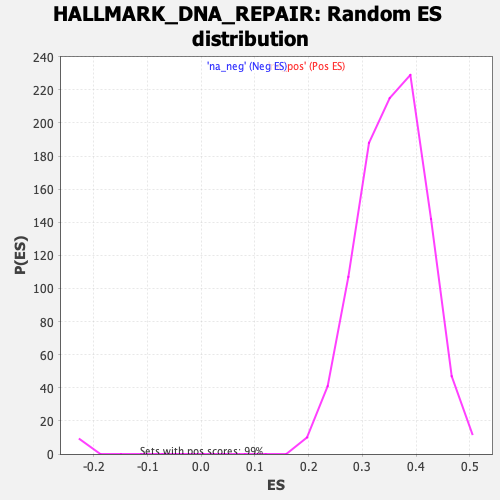 HALLMARK_DNA_REPAIR: Random ES
distribution
'na_neg' (Neg ES)pos' (Pos ES)
240
220
200
180
160
140
120
100
80
60
40
20
0
P(ES)
Sets with pos scores: 99%
-0.2 -0.1 0.0 0.1 0.2 0.3 0.4 0.5
ES